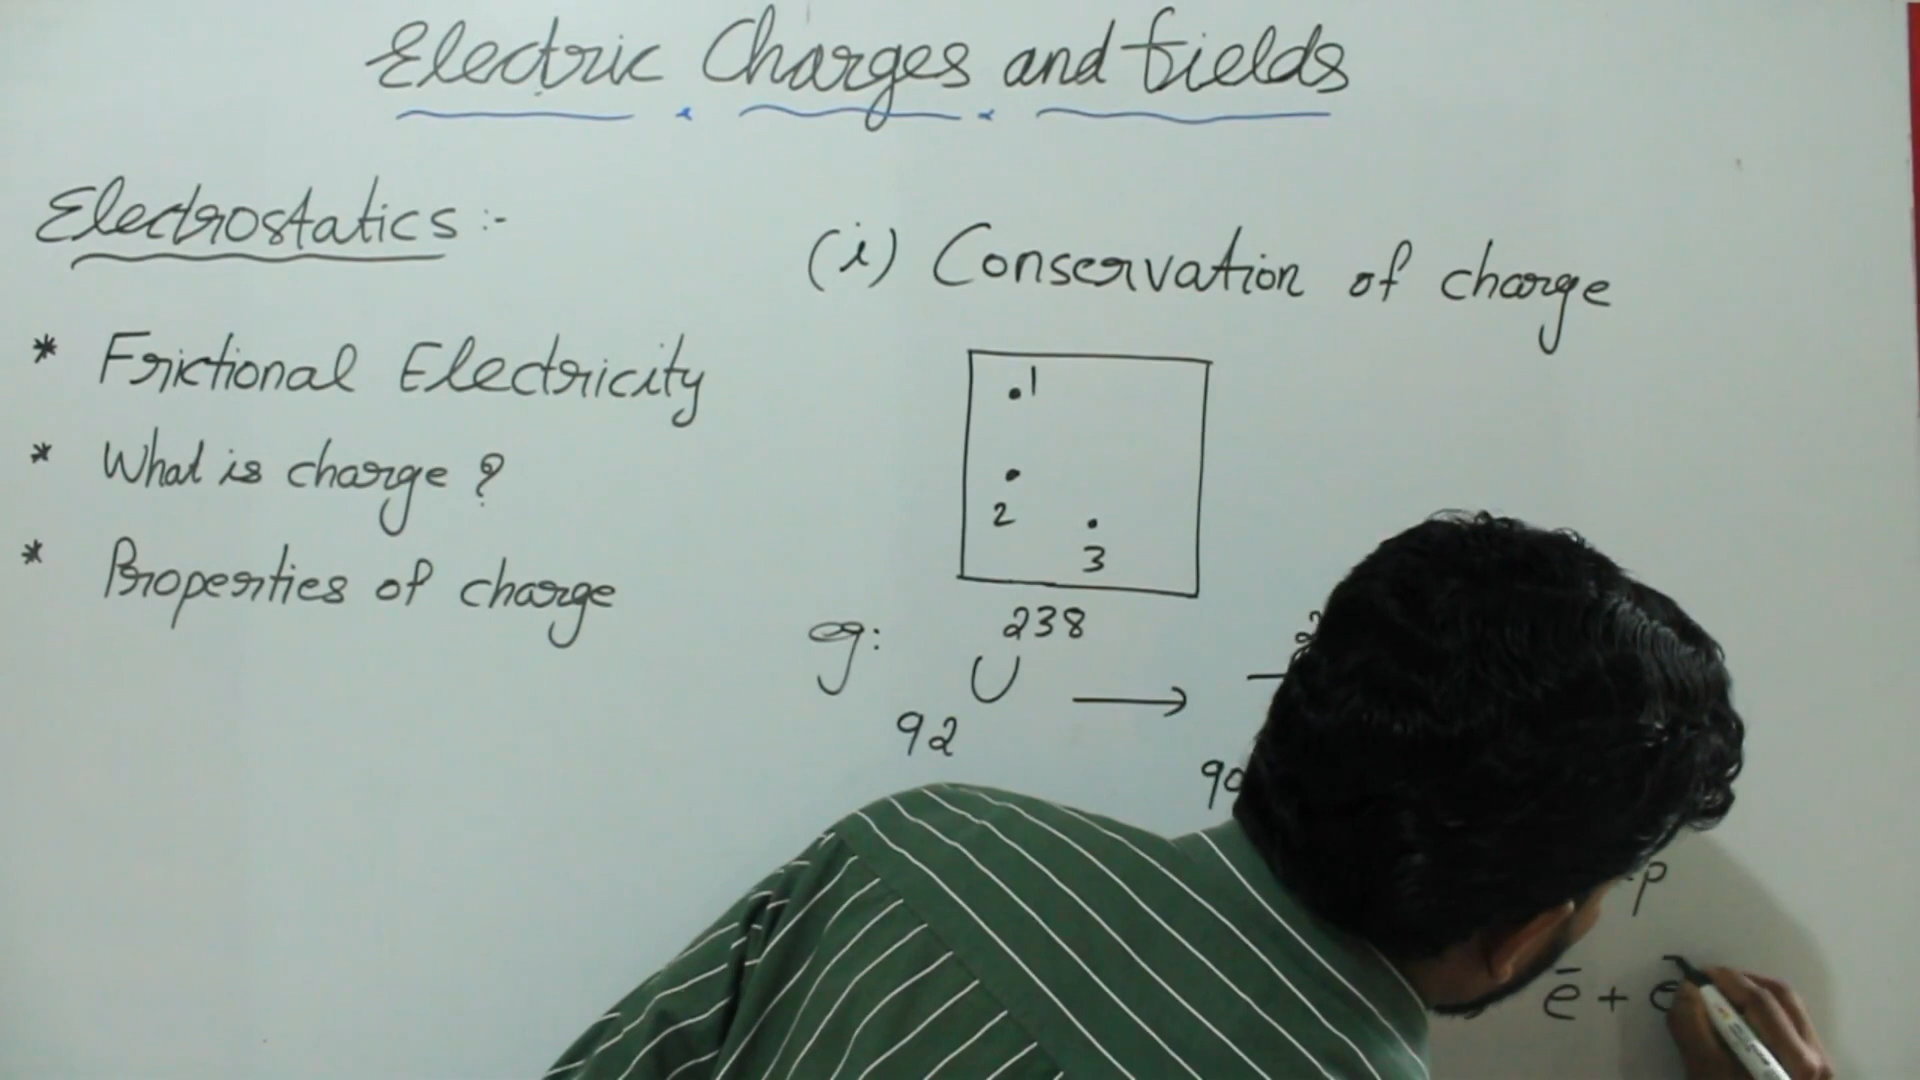 Electric Charges and fields
Electrostatics :-
* Frictional Electricity
* What is charge ?
* Properties of charge
(i) Conservation of charge
1
2
3
eg: 92 U 238 → 90
p
e̅ + e